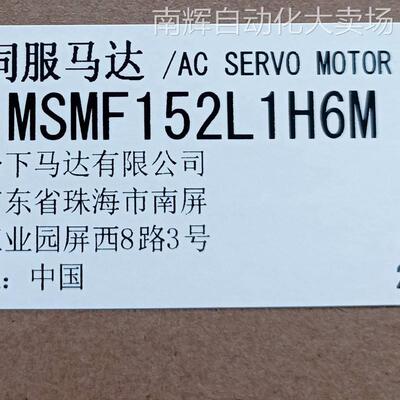 南辉自动化大卖场
伺服马达 /AC SERVO MOTOR
MSMF152L1H6M
下马达有限公司
东省珠海市南屏
业园屏西8路3号
: 中国